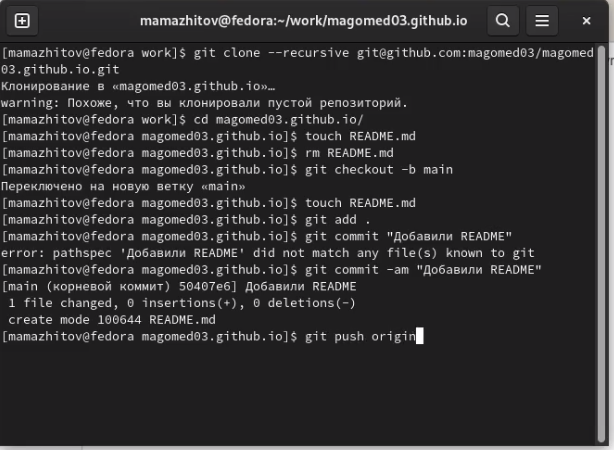 mamazhitov@fedora:~/work/magomed03.github.io
[mamazhitov@fedora work]$ git clone --recursive git@github.com:magomed03/magomed
03.github.io.git
Клонирование в «magomed03.github.io»…
warning: Похоже, что вы клонировали пустой репозиторий.
[mamazhitov@fedora work]$ cd magomed03.github.io/
[mamazhitov@fedora magomed03.github.io]$ touch README.md
[mamazhitov@fedora magomed03.github.io]$ rm README.md
[mamazhitov@fedora magomed03.github.io]$ git checkout -b main
Переключено на новую ветку «main»
[mamazhitov@fedora magomed03.github.io]$ touch README.md
[mamazhitov@fedora magomed03.github.io]$ git add .
[mamazhitov@fedora magomed03.github.io]$ git commit "Добавили README"
error: pathspec 'Добавили README' did not match any file(s) known to git
[mamazhitov@fedora magomed03.github.io]$ git commit -am "Добавили README"
[main (корневой коммит) 50407e6] Добавили README
1 file changed, 0 insertions(+), 0 deletions(-)
create mode 100644 README.md
[mamazhitov@fedora magomed03.github.io]$ git push origin